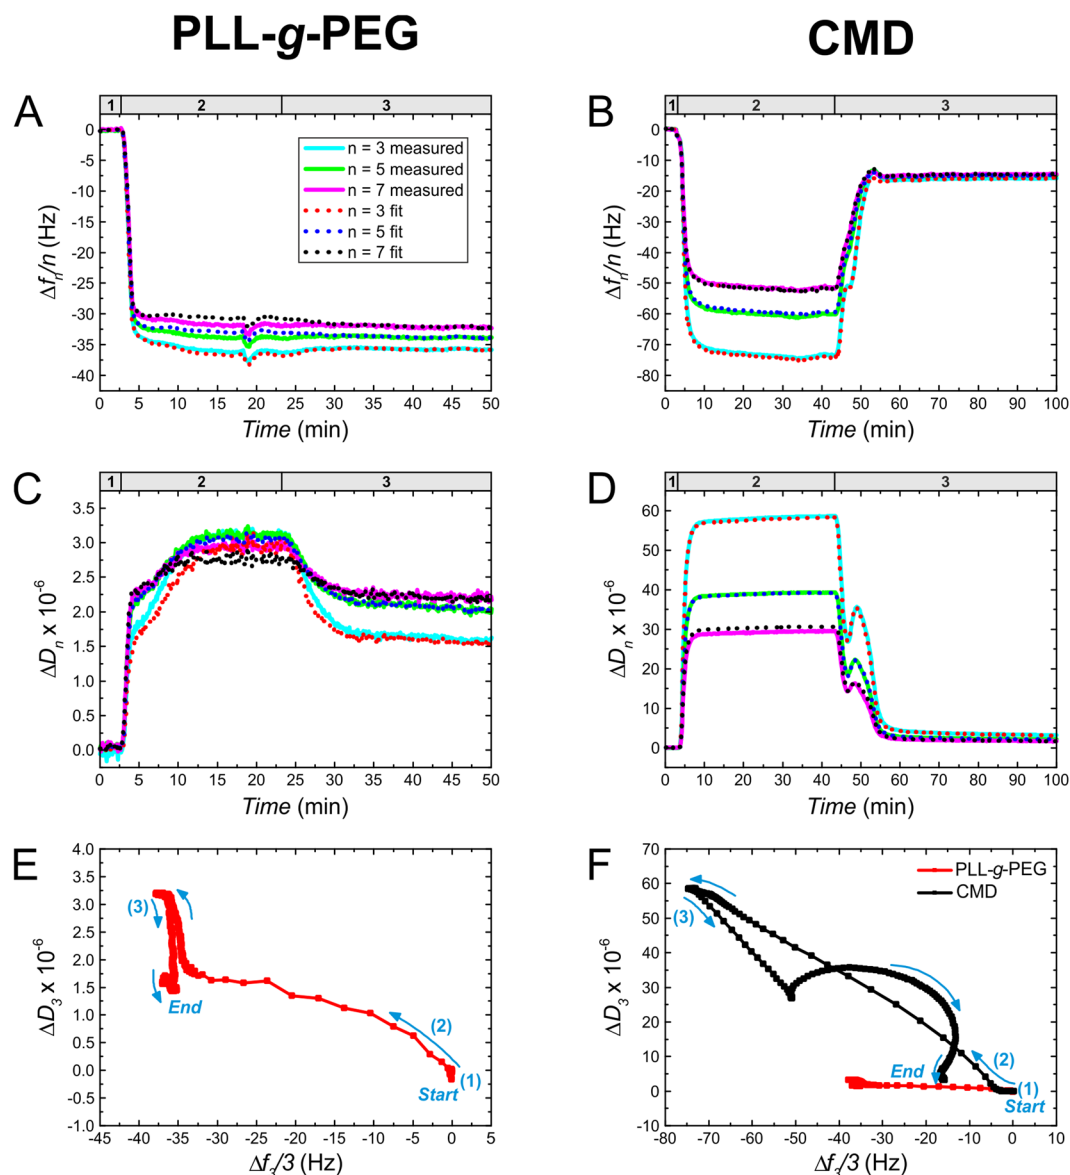 PLL-g-PEG
CMD
A
1 2 3
0
-5
-10
-15
-20
-25
-30
-35
-40
Δfn/n (Hz)
n = 3 measured
n = 5 measured
n = 7 measured
n = 3 fit
n = 5 fit
n = 7 fit
0 5 10 15 20 25 30 35 40 45 50
Time (min)
B
1 2 3
0
-10
-20
-30
-40
-50
-60
-70
-80
Δfn/n (Hz)
0 10 20 30 40 50 60 70 80 90 100
Time (min)
C
1 2 3
3.5
3.0
2.5
2.0
1.5
1.0
0.5
0.0
ΔDn x 10-6
0 5 10 15 20 25 30 35 40 45 50
Time (min)
D
1 2 3
60
50
40
30
20
10
0
ΔDn x 10-6
0 10 20 30 40 50 60 70 80 90 100
Time (min)
E
4.0
3.5
3.0
2.5
2.0
1.5
1.0
0.5
0.0
-0.5
-1.0
ΔD3 x 10-6
(3)
End
(2)
(1)
Start
-45 -40 -35 -30 -25 -20 -15 -10 -5 0 5
Δf3/3 (Hz)
F
70
60
50
40
30
20
10
0
-10
ΔD3 x 10-6
PLL-g-PEG
CMD
(3)
(2)
End
(1)
Start
-80 -70 -60 -50 -40 -30 -20 -10 0 10
Δf3/3 (Hz)